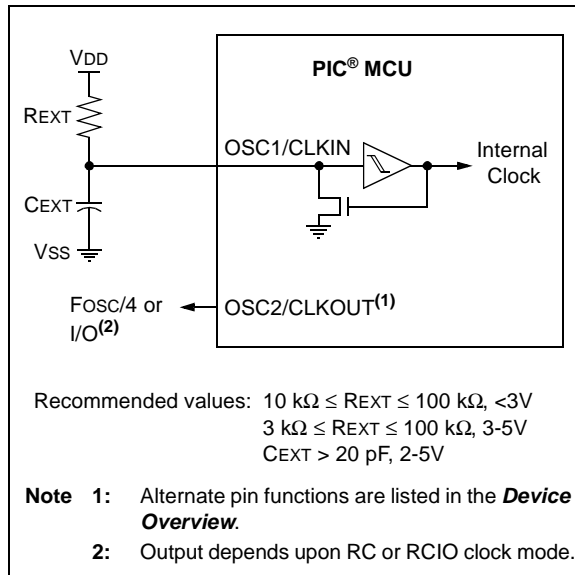 VDD
PIC® MCU
REXT
OSC1/CLKIN
Internal
Clock
CEXT
VSS
FOSC/4 or
I/O(2)
OSC2/CLKOUT(1)
Recommended values: 10 kΩ ≤ REXT ≤ 100 kΩ, <3V
3 kΩ ≤ REXT ≤ 100 kΩ, 3-5V
CEXT > 20 pF, 2-5V
Note 1: Alternate pin functions are listed in the Device
Overview.
2: Output depends upon RC or RCIO clock mode.